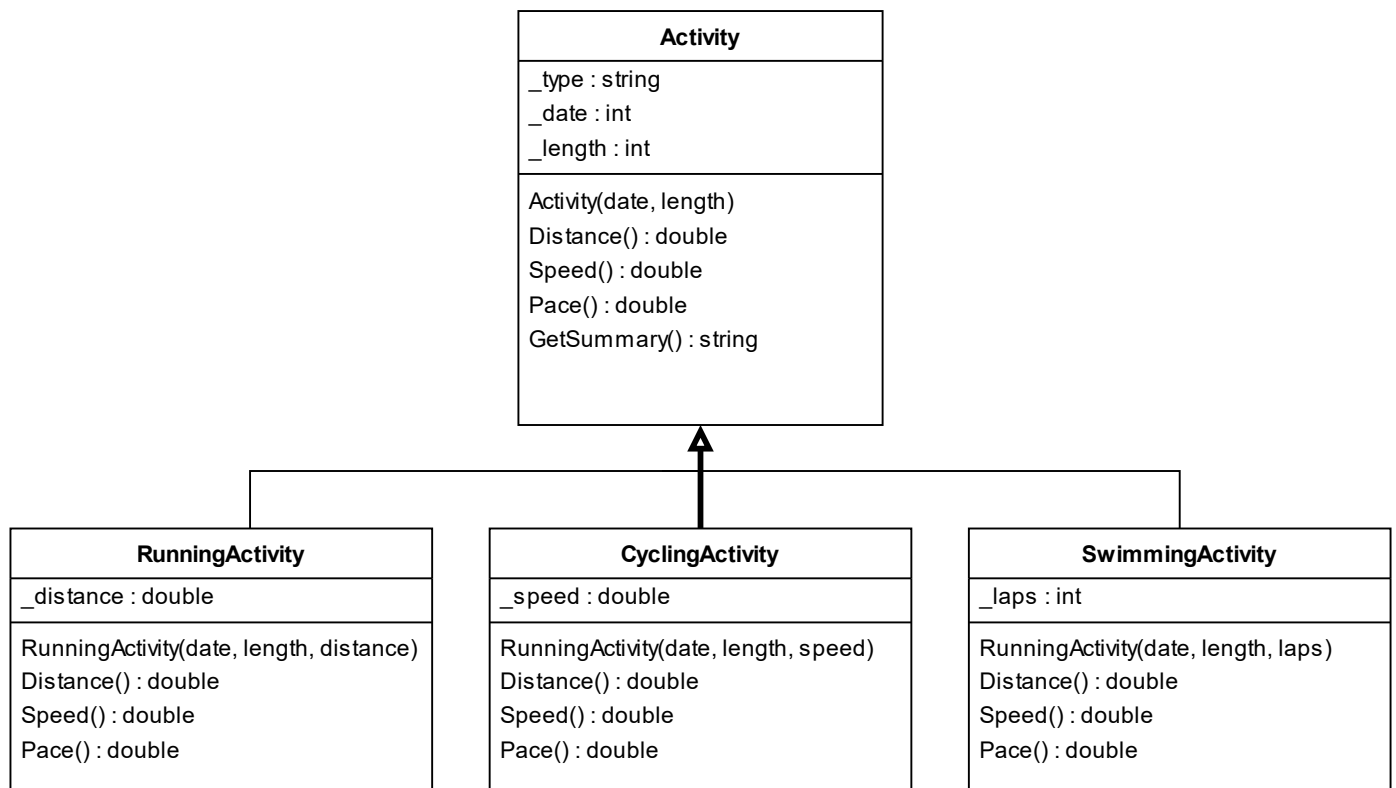 Activity
_type : string
_date : int
_length : int
Activity(date, length)
Distance() : double
Speed() : double
Pace() : double
GetSummary() : string
RunningActivity
_distance : double
RunningActivity(date, length, distance)
Distance() : double
Speed() : double
Pace() : double
CyclingActivity
_speed : double
RunningActivity(date, length, speed)
Distance() : double
Speed() : double
Pace() : double
SwimmingActivity
_laps : int
RunningActivity(date, length, laps)
Distance() : double
Speed() : double
Pace() : double